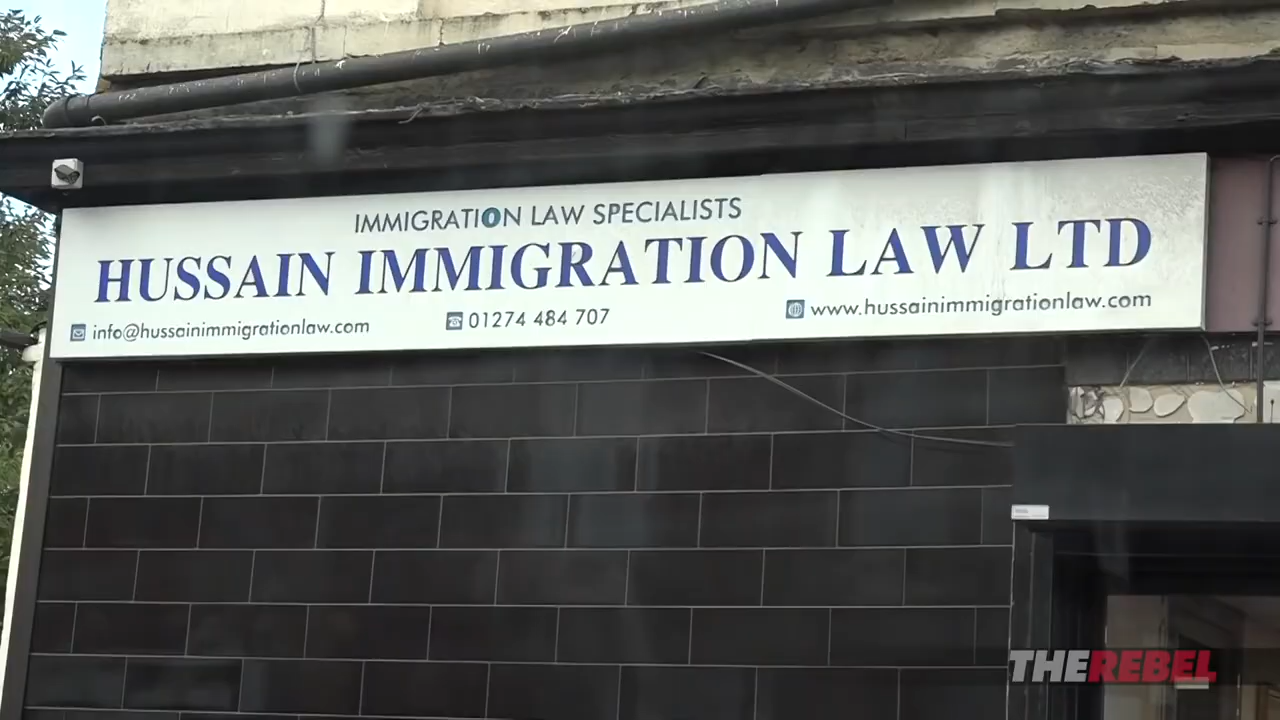 IMMIGRATION LAW SPECIALISTS
HUSSAIN IMMIGRATION LAW LTD
info@hussainimmigrationlaw.com 01274 484 707 www.hussainimmigrationlaw.com
THEREBEL